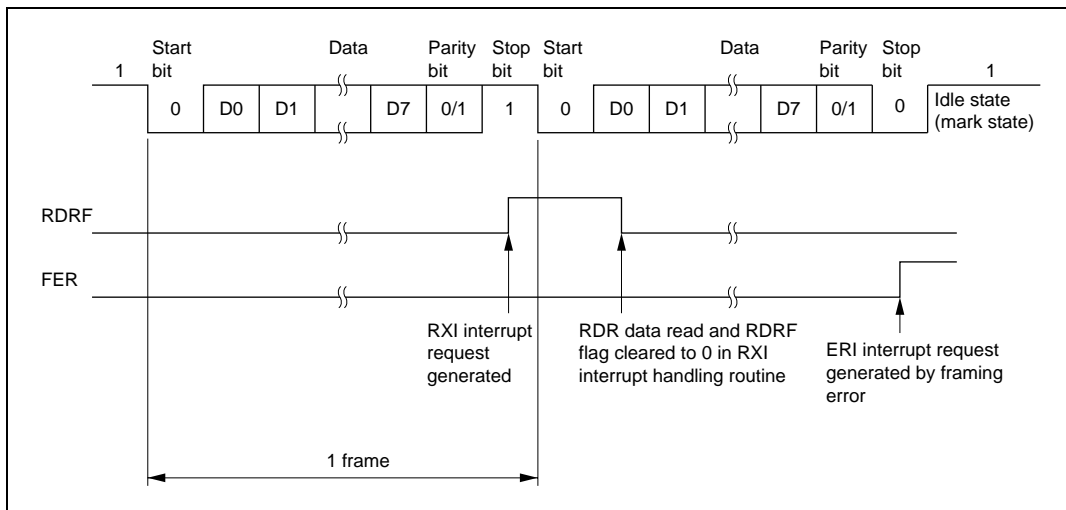 Start bit
Data
Parity bit
Stop bit
Start bit
Data
Parity bit
Stop bit
1
1
0
D0
D1
D7
0/1
1
0
D0
D1
D7
0/1
0
Idle state
(mark state)
RDRF
FER
RXI interrupt
request
generated
RDR data read and RDRF
flag cleared to 0 in RXI
interrupt handling routine
ERI interrupt request
generated by framing
error
1 frame